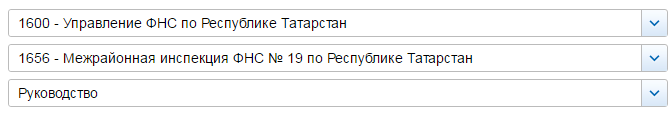 1600 - Управление ФНС по Республике Татарстан
1656 - Межрайонная инспекция ФНС № 19 по Республике Татарстан
Руководство